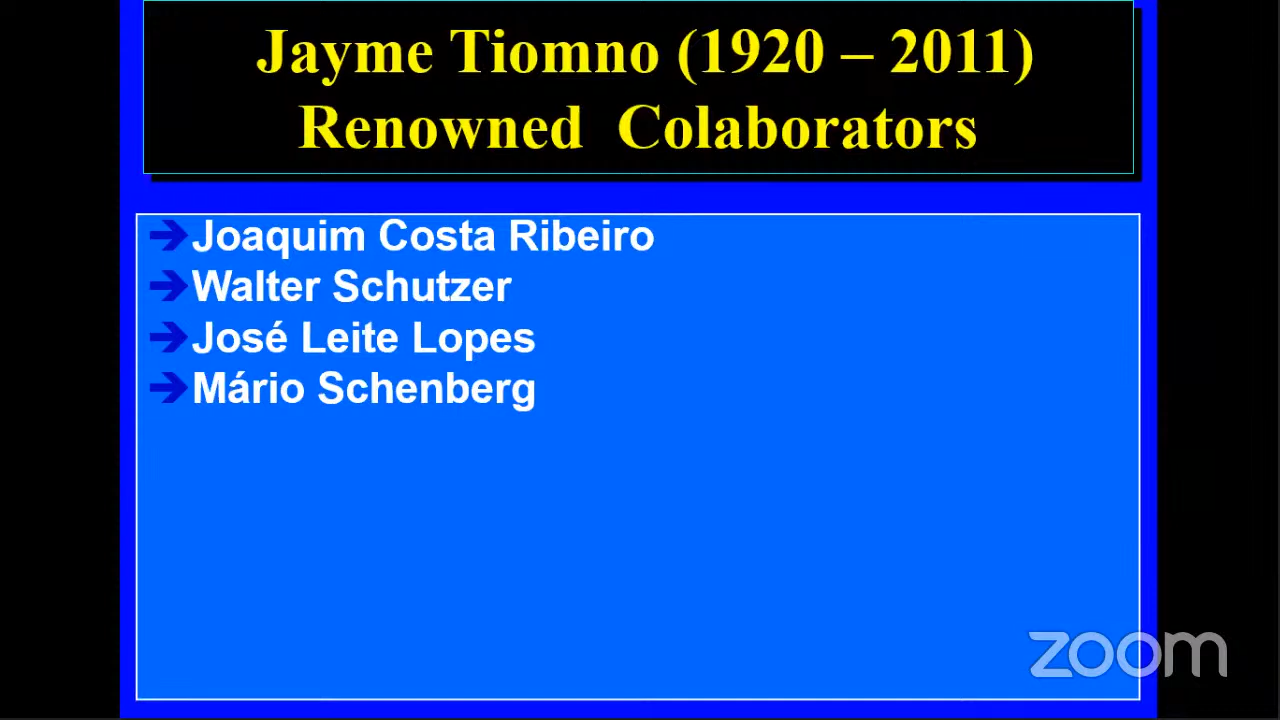 Jayme Tiomno (1920 – 2011)
Renowned Colaborators
Joaquim Costa Ribeiro
Walter Schutzer
José Leite Lopes
Mário Schenberg
zoom